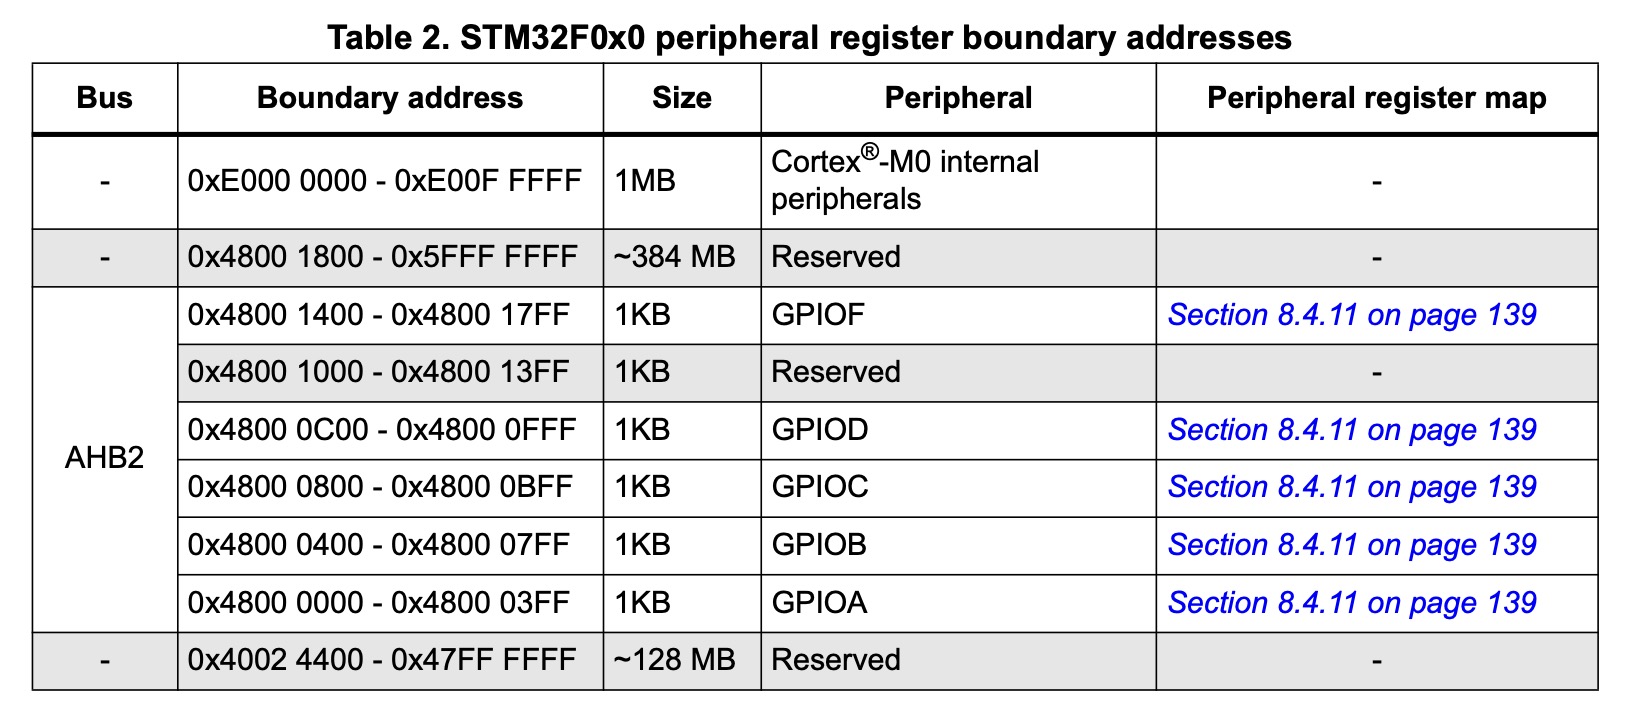 Table 2. STM32F0x0 peripheral register boundary addresses
Bus Boundary address Size Peripheral Peripheral register map
- 0xE000 0000 - 0xE00F FFFF 1MB Cortex®-M0 internal peripherals -
- 0x4800 1800 - 0x5FFF FFFF ~384 MB Reserved -
AHB2
0x4800 1400 - 0x4800 17FF 1KB GPIOF Section 8.4.11 on page 139
0x4800 1000 - 0x4800 13FF 1KB Reserved -
0x4800 0C00 - 0x4800 0FFF 1KB GPIOD Section 8.4.11 on page 139
0x4800 0800 - 0x4800 0BFF 1KB GPIOC Section 8.4.11 on page 139
0x4800 0400 - 0x4800 07FF 1KB GPIOB Section 8.4.11 on page 139
0x4800 0000 - 0x4800 03FF 1KB GPIOA Section 8.4.11 on page 139
- 0x4002 4400 - 0x47FF FFFF ~128 MB Reserved -